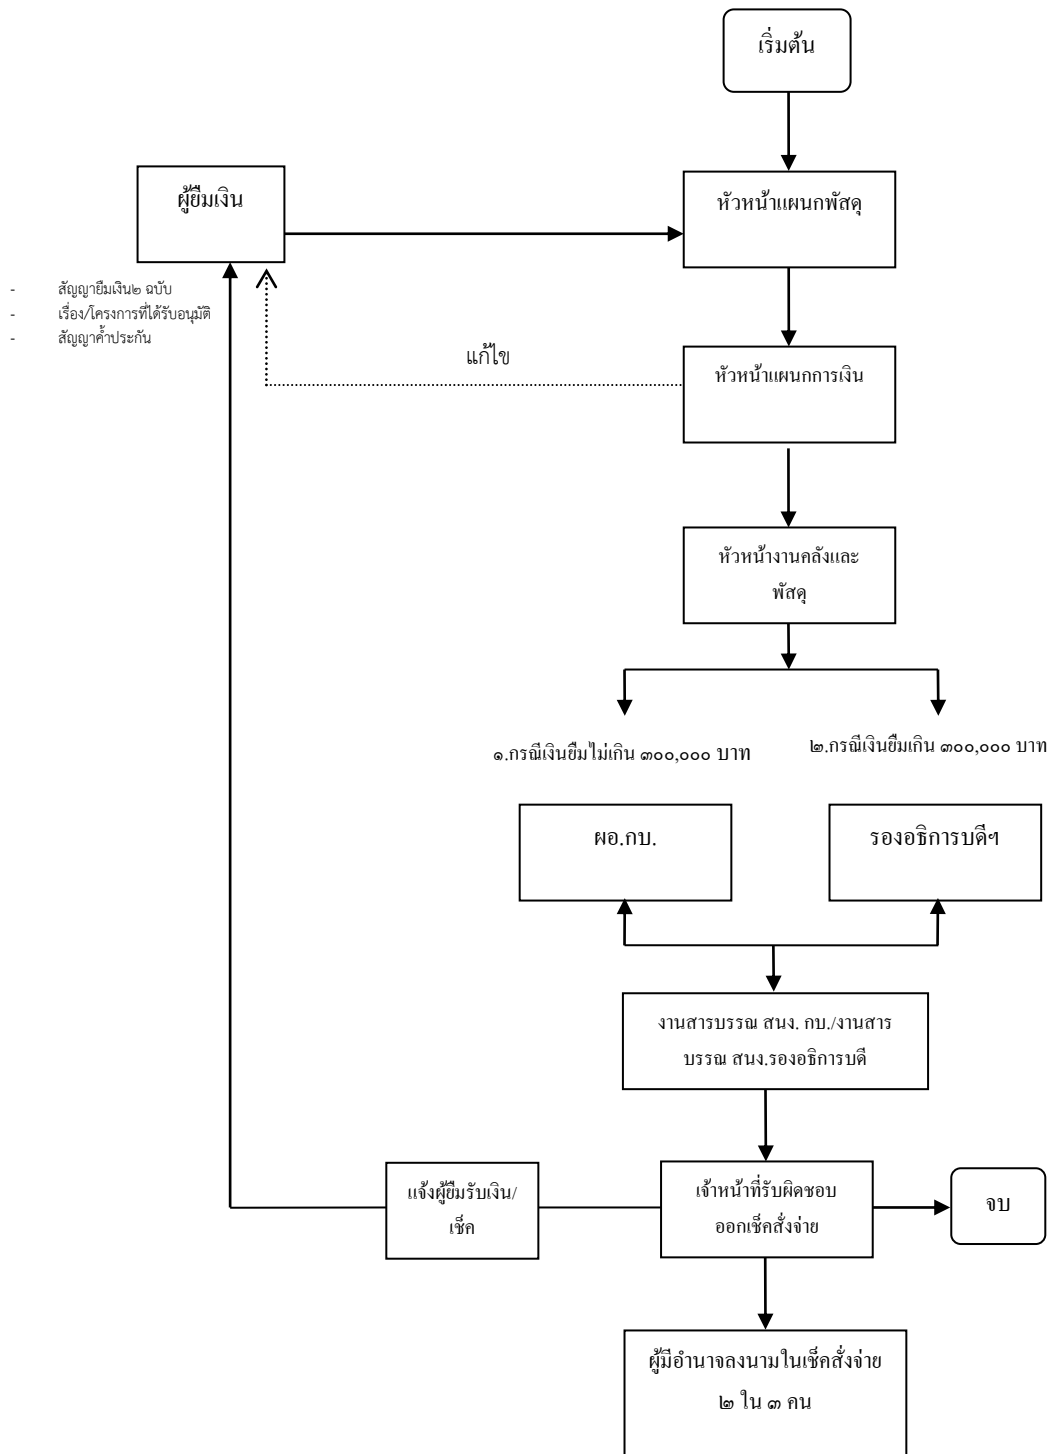 เริ่มต้น
ผู้ยืมเงิน
หัวหน้าแผนกพัสดุ
- สัญญายืมเงิน๒ ฉบับ
- เรื่อง/โครงการที่ได้รับอนุมัติ
- สัญญาค้ำประกัน
แก้ไข
หัวหน้าแผนกการเงิน
หัวหน้างานคลังและ
พัสดุ
๑.กรณีเงินยืมไม่เกิน ๓๐๐,๐๐๐ บาท
๒.กรณีเงินยืมเกิน ๓๐๐,๐๐๐ บาท
ผอ.กบ.
รองอธิการบดีฯ
งานสารบรรณ สนง. กบ./งานสาร
บรรณ สนง.รองอธิการบดี
แจ้งผู้ยืมรับเงิน/
เช็ค
เจ้าหน้าที่รับผิดชอบ
ออกเช็คสั่งจ่าย
จบ
ผู้มีอำนาจลงนามในเช็คสั่งจ่าย
๒ ใน ๓ คน